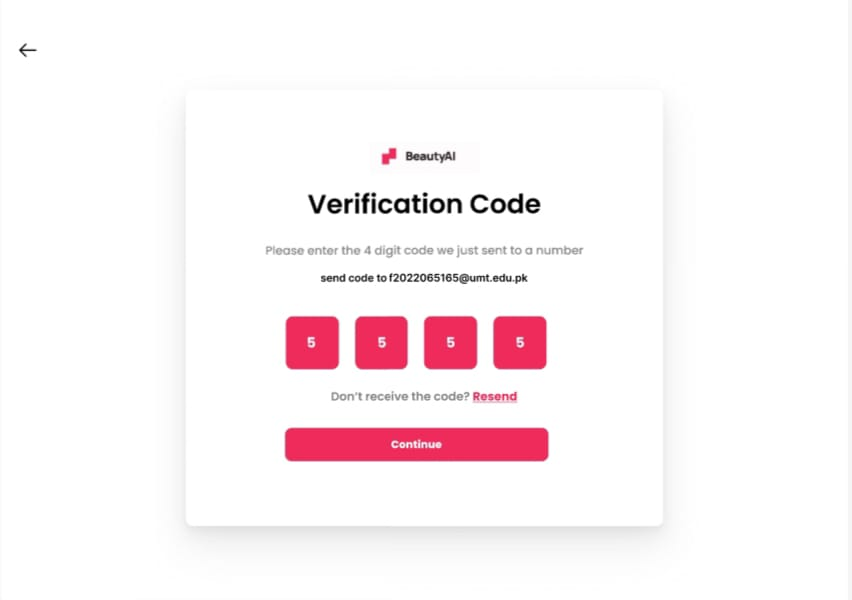 BeautyAI
Verification Code
Please enter the 4 digit code we just sent to a number
send code to f2022065165@umt.edu.pk
5 5 5 5
Don't receive the code? Resend
Continue